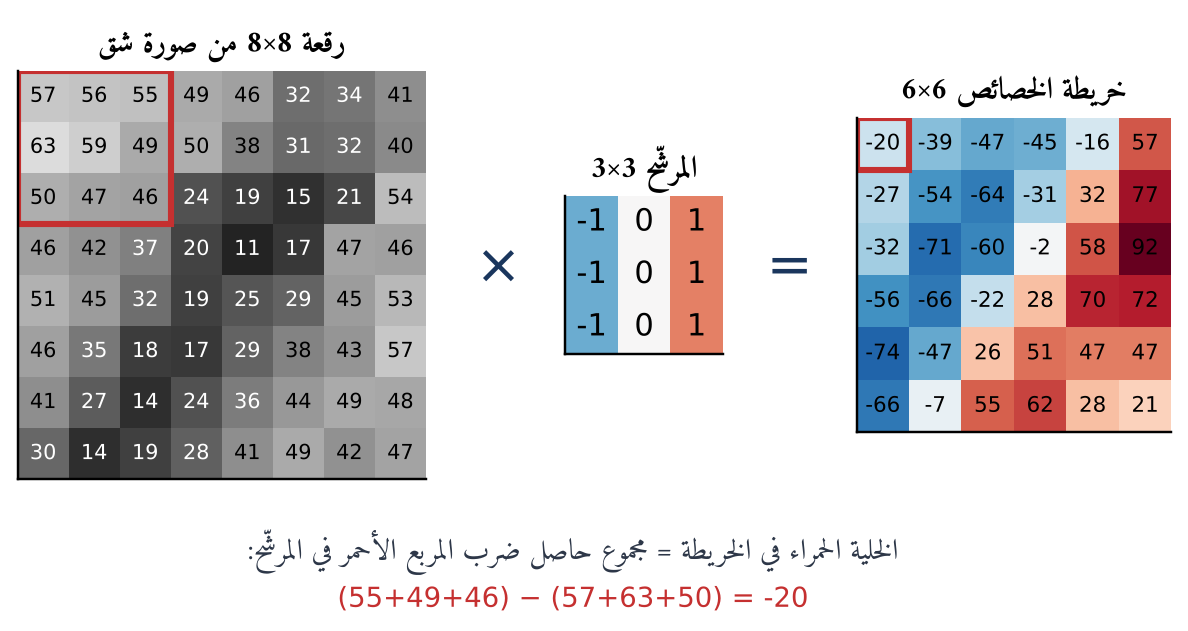 رقعة 8×8 من صورة شق
57 56 55 49 46 32 34 41
63 59 49 50 38 31 32 40
50 47 46 24 19 15 21 54
46 42 37 20 11 17 47 46
51 45 32 19 25 29 45 53
46 35 18 17 29 38 43 57
41 27 14 24 36 44 49 48
30 14 19 28 41 49 42 47
×
المرشّح 3×3
-1 0 1
-1 0 1
-1 0 1
=
خريطة الخصائص 6×6
-20 -39 -47 -45 -16 57
-27 -54 -64 -31 32 77
-32 -71 -60 -2 58 92
-56 -66 -22 28 70 72
-74 -47 26 51 47 47
-66 -7 55 62 28 21
الخلية الحمراء في الخريطة = مجموع حاصل ضرب المربع الأحمر في المرشّح:
(55+49+46) − (57+63+50) = -20